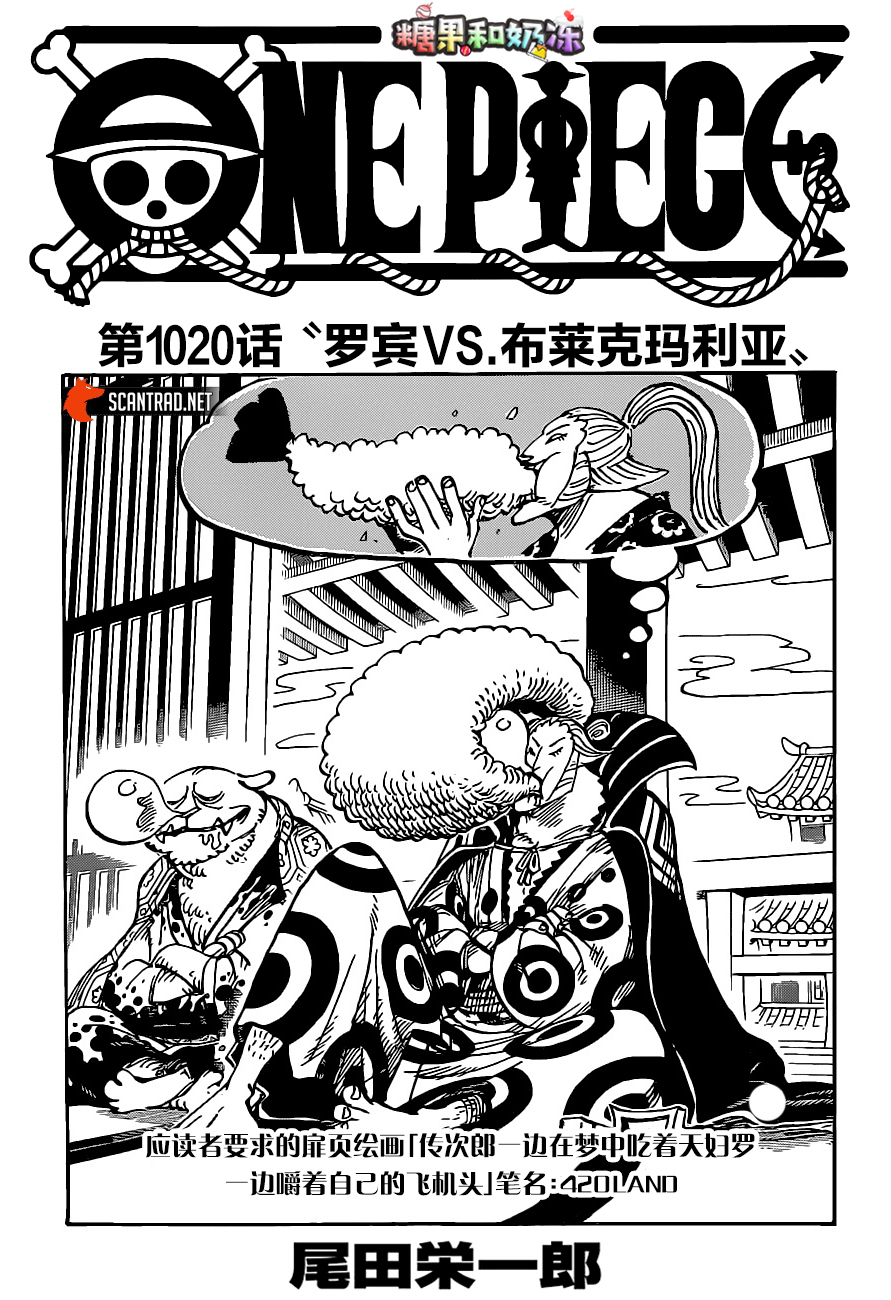 糖果和奶冻
ONE PIECE
第1020话〝罗宾VS.布莱克玛利亚〟
SCANTRAD.NET
应读者要求的扉页绘画「传次郎一边在梦中吃着天妇罗
一边嚼着自己的飞机头」笔名:420LAND
尾田栄一郎